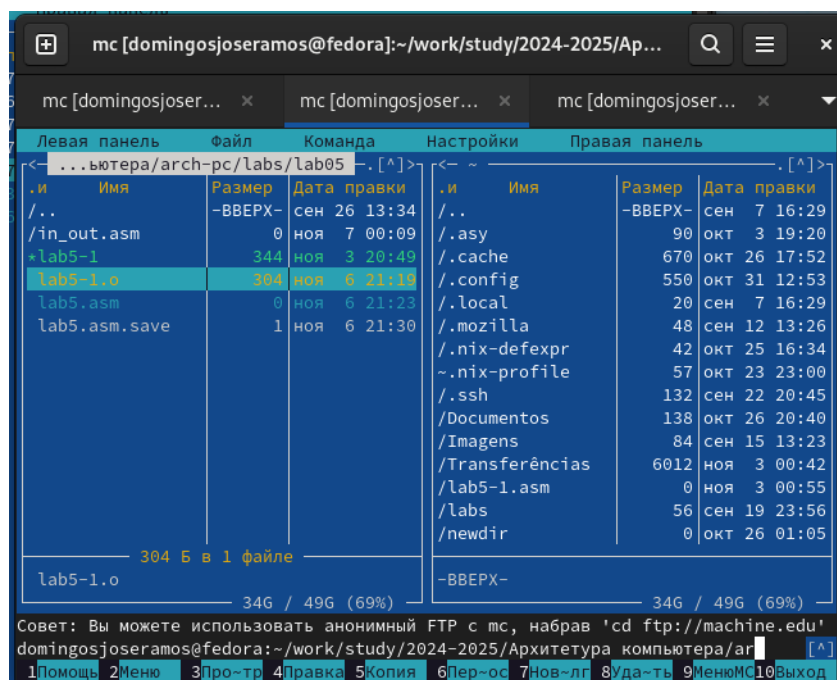 mc [domingosjoseramos@fedora]:~/work/study/2024-2025/Ар...
mc [domingosjoser... × mc [domingosjoser... × mc [domingosjoser... ×
Левая панель Файл Команда Настройки Правая панель
<─ ...ьютера/arch-pc/labs/lab05 ─.[^]> <─ ~ ─.[^]>
.и Имя Размер Дата правки .и Имя Размер Дата правки
/.. -ВВЕРХ- сен 26 13:34 /.. -ВВЕРХ- сен 7 16:29
/in_out.asm 0 ноя 7 00:09 /.asy 90 окт 3 19:20
*lab5-1 344 ноя 3 20:49 /.cache 670 окт 26 17:52
lab5-1.o 304 ноя 6 21:19 /.config 550 окт 31 12:53
lab5.asm 0 ноя 6 21:23 /.local 20 сен 7 16:29
lab5.asm.save 1 ноя 6 21:30 /.mozilla 48 сен 12 13:26
/.nix-defexpr 42 окт 25 16:34
~.nix-profile 57 окт 23 23:00
/.ssh 132 сен 22 20:45
/Documentos 138 окт 26 20:40
/Imagens 84 сен 15 13:23
/Transferências 6012 ноя 3 00:42
/lab5-1.asm 0 ноя 3 00:55
/labs 56 сен 19 23:56
/newdir 0 окт 26 01:05
304 Б в 1 файле
lab5-1.o -ВВЕРХ-
34G / 49G (69%) 34G / 49G (69%)
Совет: Вы можете использовать анонимный FTP с mc, набрав 'cd ftp://machine.edu'
domingosjoseramos@fedora:~/work/study/2024-2025/Архитетура компьютера/ar [^]
1Помощь 2Меню 3Про~тр 4Правка 5Копия 6Пер~ос 7Нов~лг 8Уда~ть 9МенюMC 10Выход